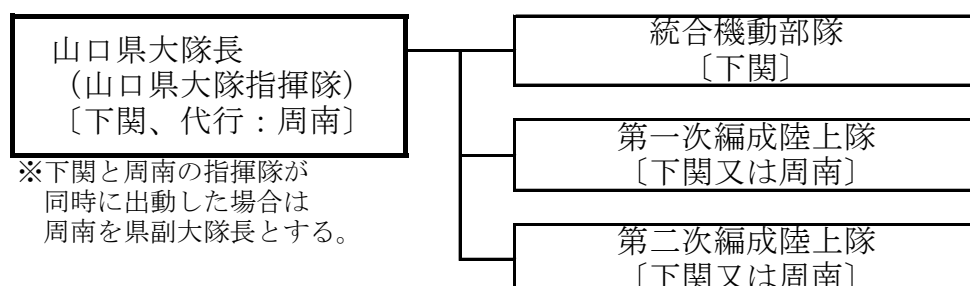 山口県大隊長
（山口県大隊指揮隊）
〔下関、代行：周南〕
※下関と周南の指揮隊が
同時に出動した場合は
周南を県副大隊長とする。
統合機動部隊
〔下関〕
第一次編成陸上隊
〔下関又は周南〕
第二次編成陸上隊
〔下関又は周南〕